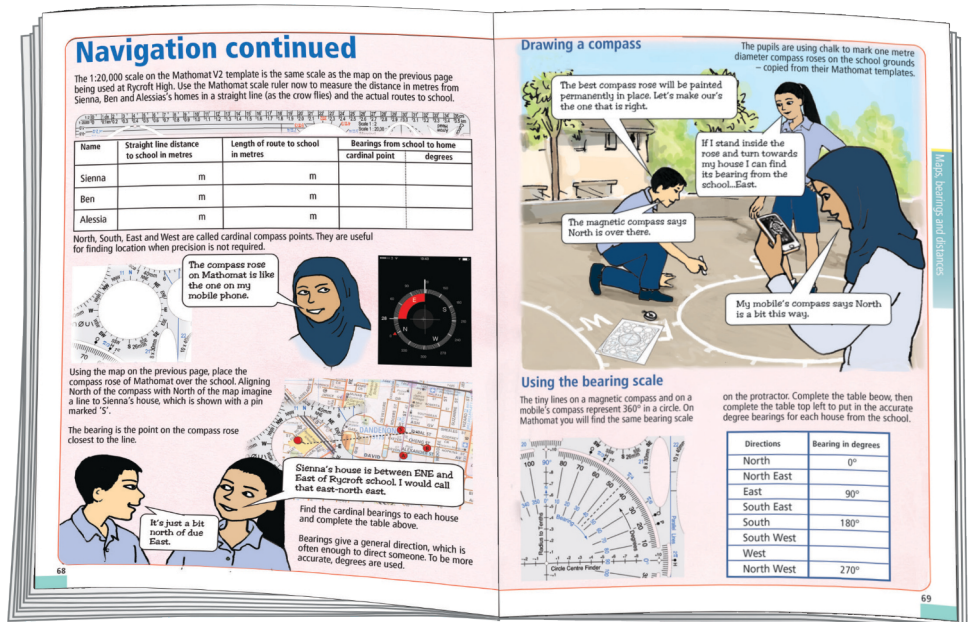 Navigation continued
The 1:20,000 scale on the Mathomat V2 template is the same scale as the map on the previous page
being used at Rycroft High. Use the Mathomat scale ruler now to measure the distance in metres from
Sienna, Ben and Alessias's homes in a straight line (as the crow flies) and the actual routes to school.
Name Straight line distance Length of route to school Bearings from school to home
to school in metres in metres cardinal point degrees
Sienna m m
Ben m m
Alessia m m
North, South, East and West are called cardinal compass points. They are useful
for finding location when precision is not required.
The compass rose
on Mathomat is like
the one on my
mobile phone.
Using the map on the previous page, place the
compass rose of Mathomat over the school. Aligning
North of the compass with North of the map imagine
a line to Sienna's house, which is shown with a pin
marked 'S'.
The bearing is the point on the compass rose
closest to the line.
DANDENONG
DAVID
Sienna's house is between ENE and
East of Rycroft school. I would call
that east-north east.
It's just a bit
north of due
East.
Find the cardinal bearings to each house
and complete the table above.
Bearings give a general direction, which is
often enough to direct someone. To be more
accurate, degrees are used.
68
Drawing a compass
The pupils are using chalk to mark one metre
diameter compass roses on the school grounds
– copied from their Mathomat templates.
The best compass rose will be painted
permanently in place. Let's make our's
the one that is right.
If I stand inside the
rose and turn towards
my house I can find
its bearing from the
school...East.
The magnetic compass says
North is over there.
My mobile's compass says North
is a bit this way.
W
S
Maps, bearings and distances
Using the bearing scale
The tiny lines on a magnetic compass and on a
mobile's compass represent 360° in a circle. On
Mathomat you will find the same bearing scale
on the protractor. Complete the table beow, then
complete the table top left to put in the accurate
degree bearings for each house from the school.
100 90° 80 70 60 50 40 30 20 10
Bearing
Degrees
Radius to Tenths
Circle Centre Finder
Directions Bearing in degrees
North 0°
North East
East 90°
South East
South 180°
South West
West
North West 270°
69